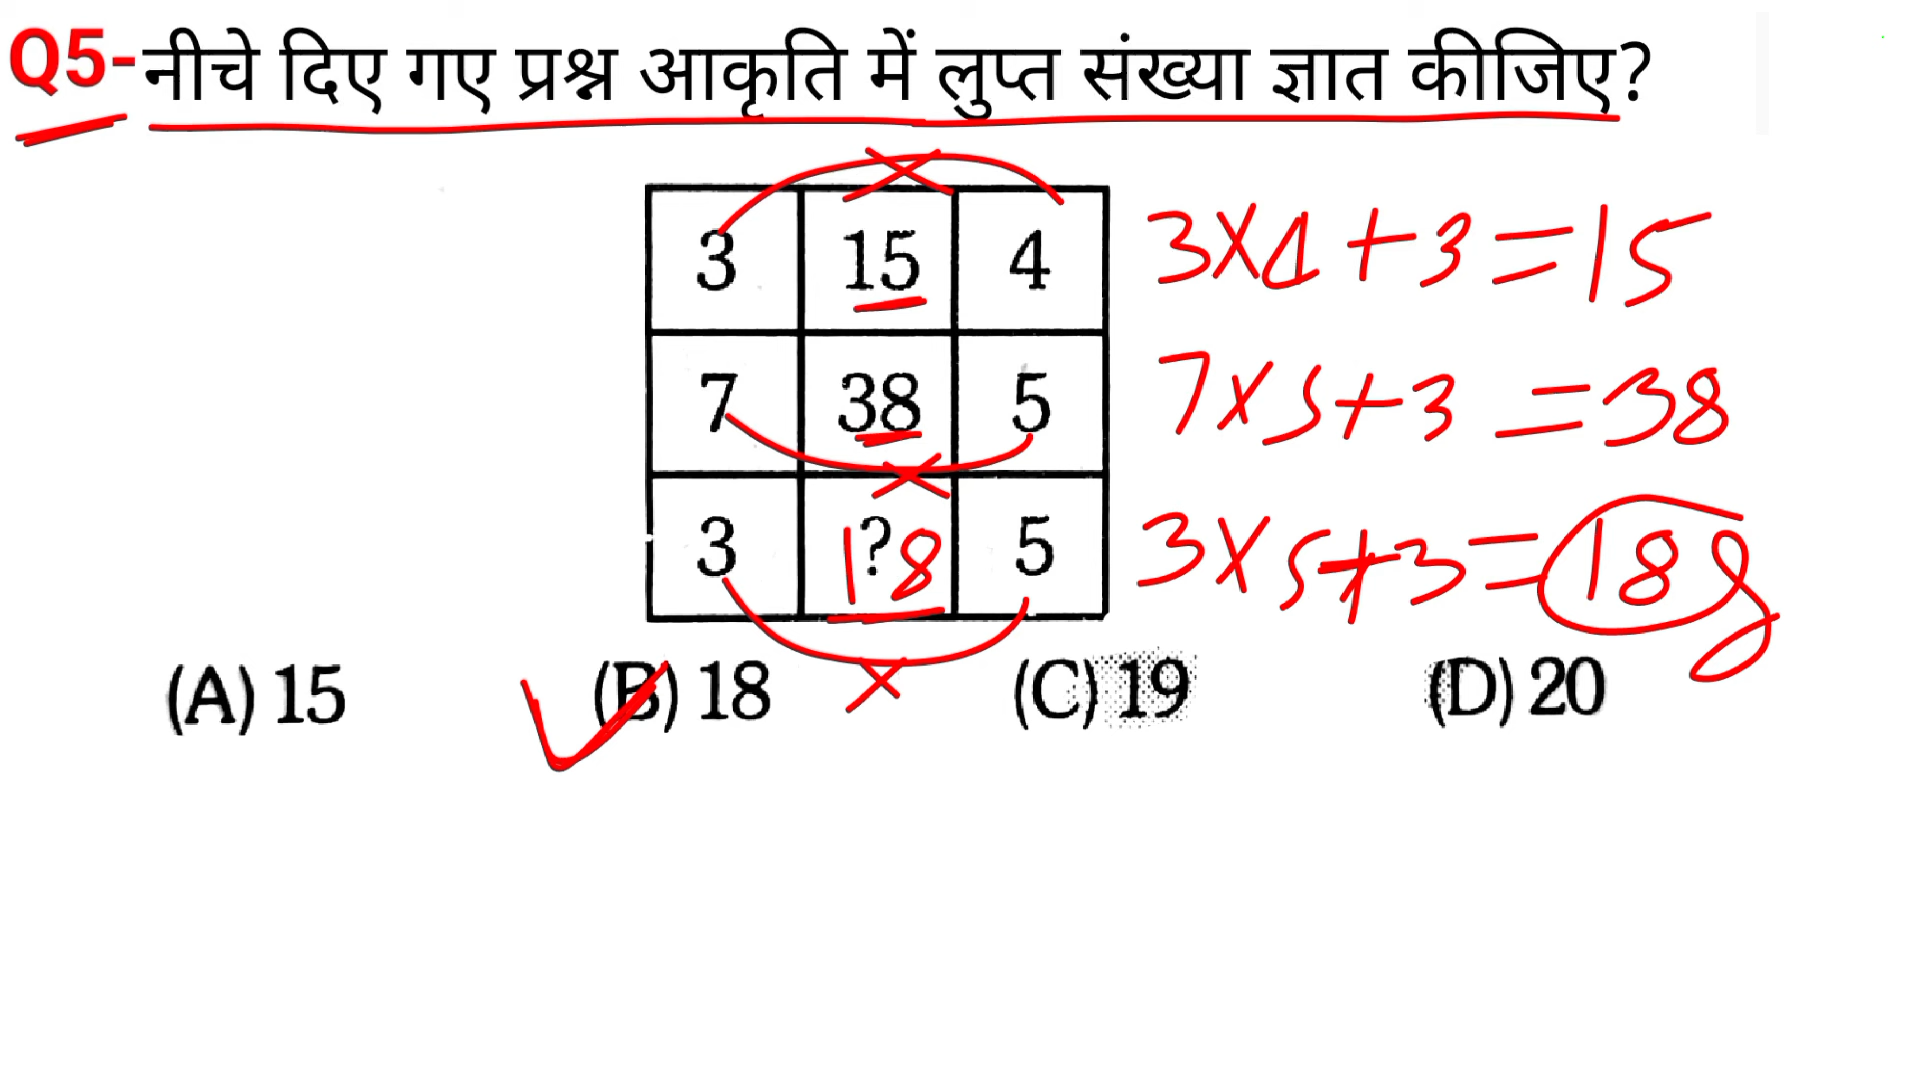 Q5-नीचे दिए गए प्रश्न आकृति में लुप्त संख्या ज्ञात कीजिए?
3 15 4 3×4+3=15
7 38 5 7×5+3=38
3 ? 18 5 3×5+3=18
(A) 15 (B) 18 (C) 19 (D) 20